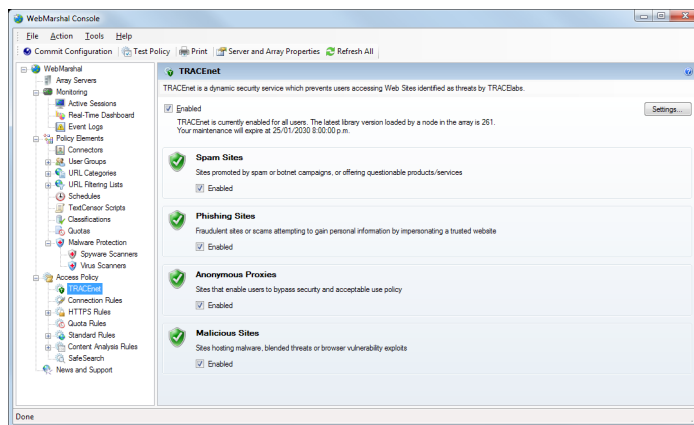 WebMarshal Console
File Action Tools Help
Commit Configuration Test Policy Print Server and Array Properties Refresh All
WebMarshal
Array Servers
Monitoring
Active Sessions
Real-Time Dashboard
Event Logs
Policy Elements
Connectors
User Groups
URL Categories
URL Filtering Lists
Schedules
TextCensor Scripts
Classifications
Quotas
Malware Protection
Spyware Scanners
Virus Scanners
Access Policy
TRACEnet
Connection Rules
HTTPS Rules
Quota Rules
Standard Rules
Content Analysis Rules
SafeSearch
News and Support
TRACEnet
TRACEnet is a dynamic security service which prevents users accessing Web Sites identified as threats by TRACElabs.
Enabled
Settings...
TRACEnet is currently enabled for all users. The latest library version loaded by a node in the array is 261.
Your maintenance will expire at 25/01/2030 8:00:00 p.m.
Spam Sites
Sites promoted by spam or botnet campaigns, or offering questionable products/services
Enabled
Phishing Sites
Fraudulent sites or scams attempting to gain personal information by impersonating a trusted website
Enabled
Anonymous Proxies
Sites that enable users to bypass security and acceptable use policy
Enabled
Malicious Sites
Sites hosting malware, blended threats or browser vulnerability exploits
Enabled
Done